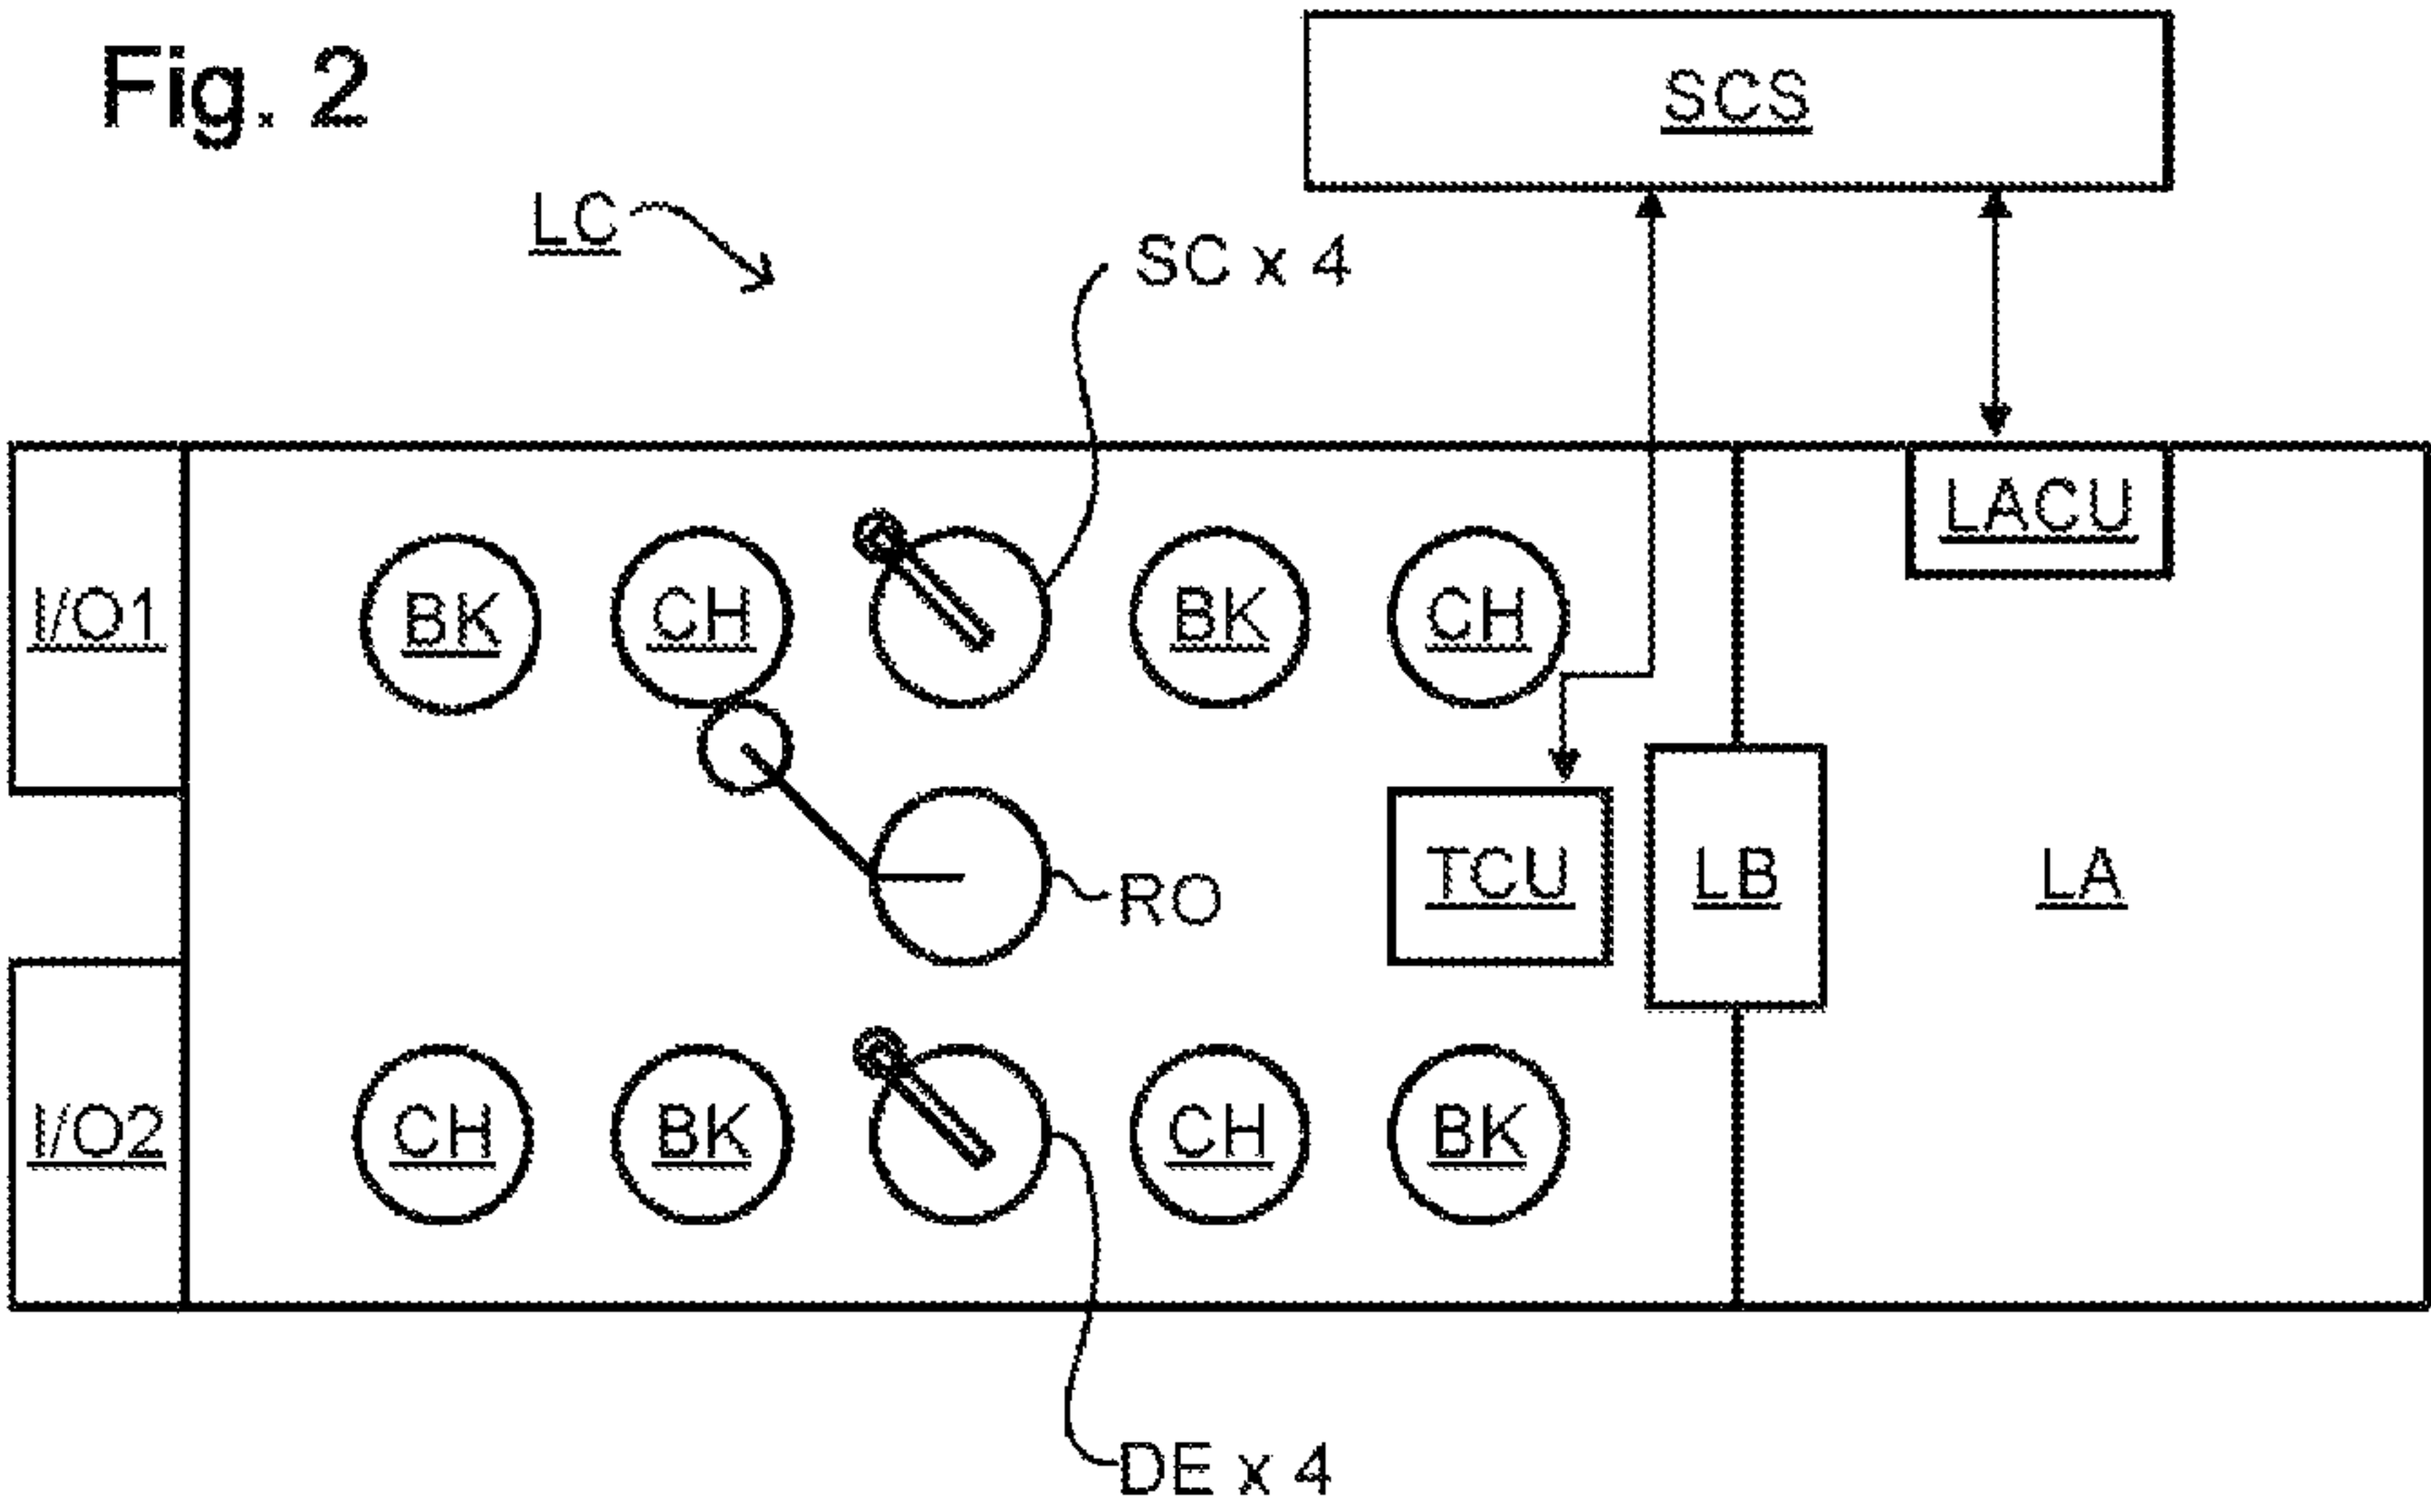 Fig. 2
SCS
LC
SC x 4
LACU
I/O1
BK
CH
BK
CH
TCU
LB
LA
RO
I/O2
CH
BK
CH
BK
DE x 4